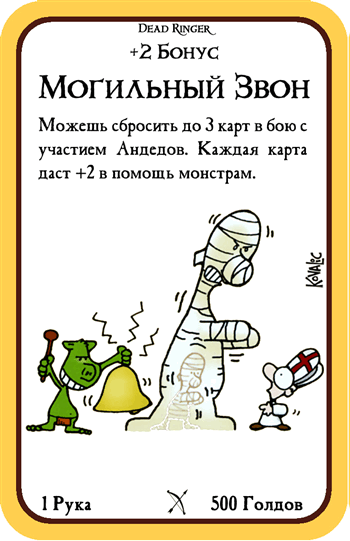 Dead Ringer
+2 Бонус
Могильный Звон
Можешь сбросить до 3 карт в бою с
участием Андедов. Каждая карта
даст +2 в помощь монстрам.
Kovalic
1 Рука
500 Голдов